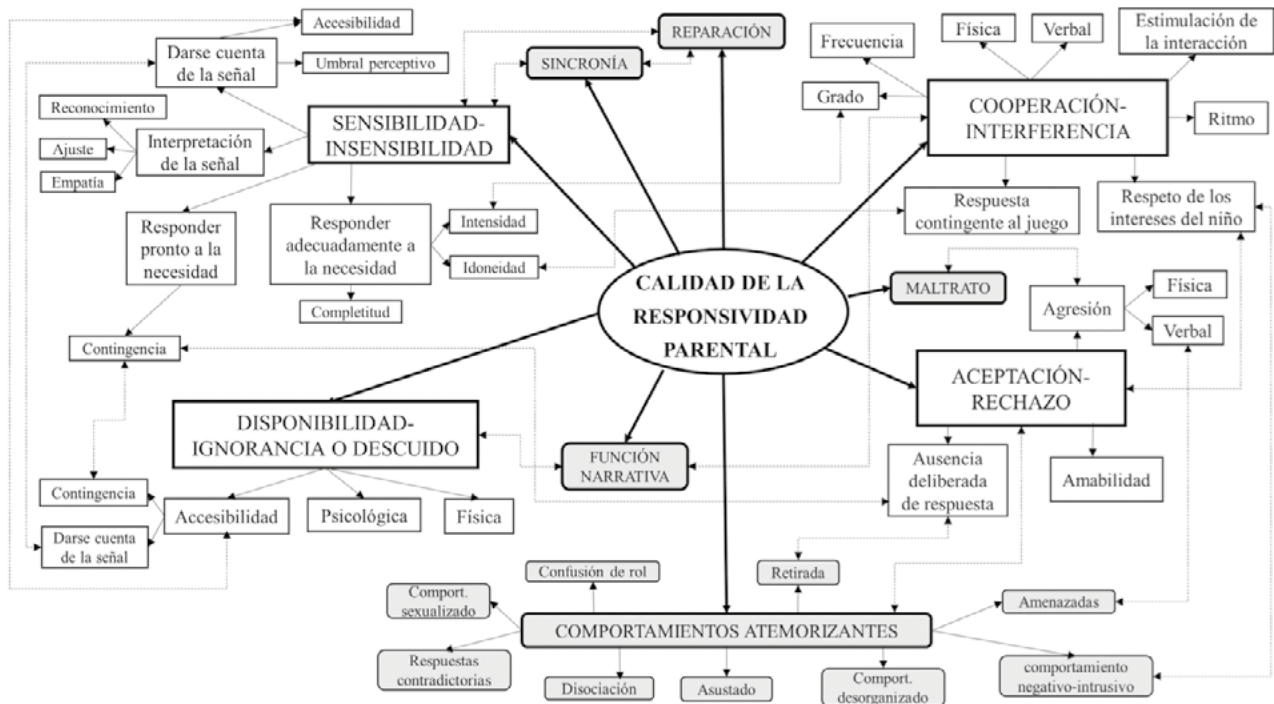 Accesibilidad
REPARACIÓN
Física
Verbal
Estimulación de
la interacción
Frecuencia
Darse cuenta
de la señal
Umbral perceptivo
SINCRONÍA
Grado
COOPERACIÓN-
INTERFERENCIA
Ritmo
Reconocimiento
Ajuste
Empatía
Interpretación
de la señal
SENSIBILIDAD-
INSENSIBILIDAD
Responder
pronto a la
necesidad
Responder
adecuadamente a
la necesidad
Intensidad
Idoneidad
Completitud
Respuesta
contingente al juego
Respeto de los
intereses del niño
CALIDAD DE LA
RESPONSIVIDAD
PARENTAL
MALTRATO
Agresión
Física
Verbal
Contingencia
ACEPTACIÓN-
RECHAZO
DISPONIBILIDAD-
IGNORANCIA O DESCUIDO
FUNCIÓN
NARRATIVA
Ausencia
deliberada
de respuesta
Amabilidad
Contingencia
Darse cuenta
de la señal
Accesibilidad
Psicológica
Física
Confusión de rol
Retirada
Comport.
sexualizado
Amenazadas
COMPORTAMIENTOS ATEMORIZANTES
Respuestas
contradictorias
Disociación
Asustado
Comport.
desorganizado
comportamiento
negativo-intrusivo